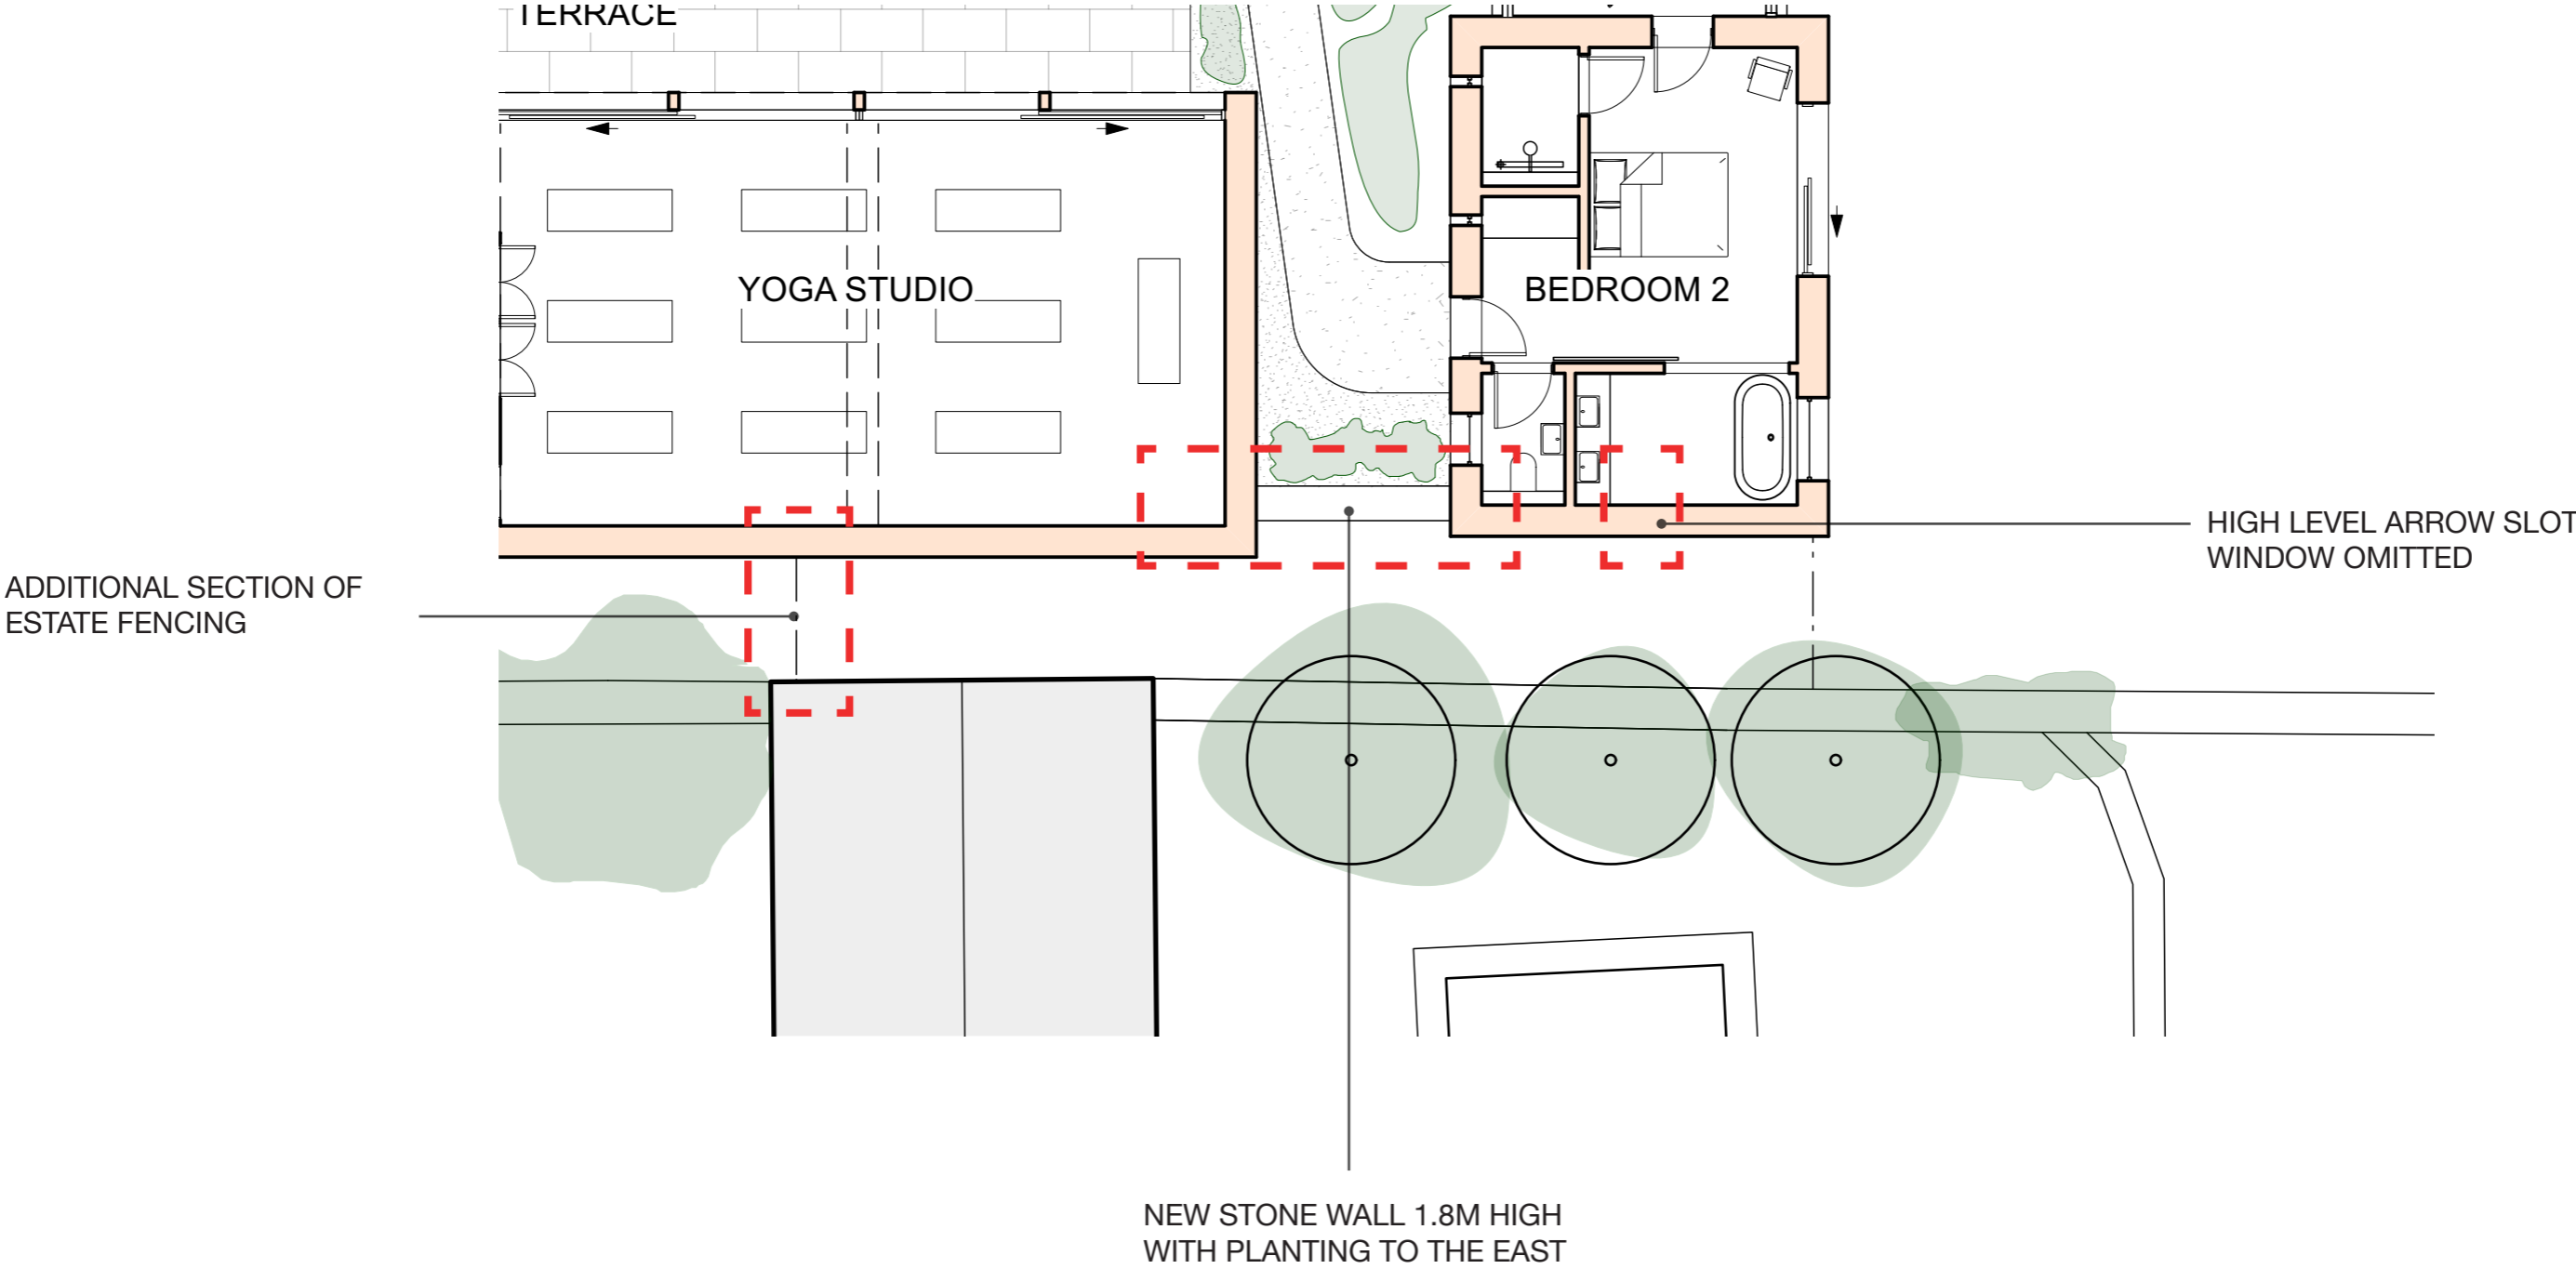 TERRACE
YOGA STUDIO
BEDROOM 2
HIGH LEVEL ARROW SLOT
WINDOW OMITTED
ADDITIONAL SECTION OF
ESTATE FENCING
NEW STONE WALL 1.8M HIGH
WITH PLANTING TO THE EAST